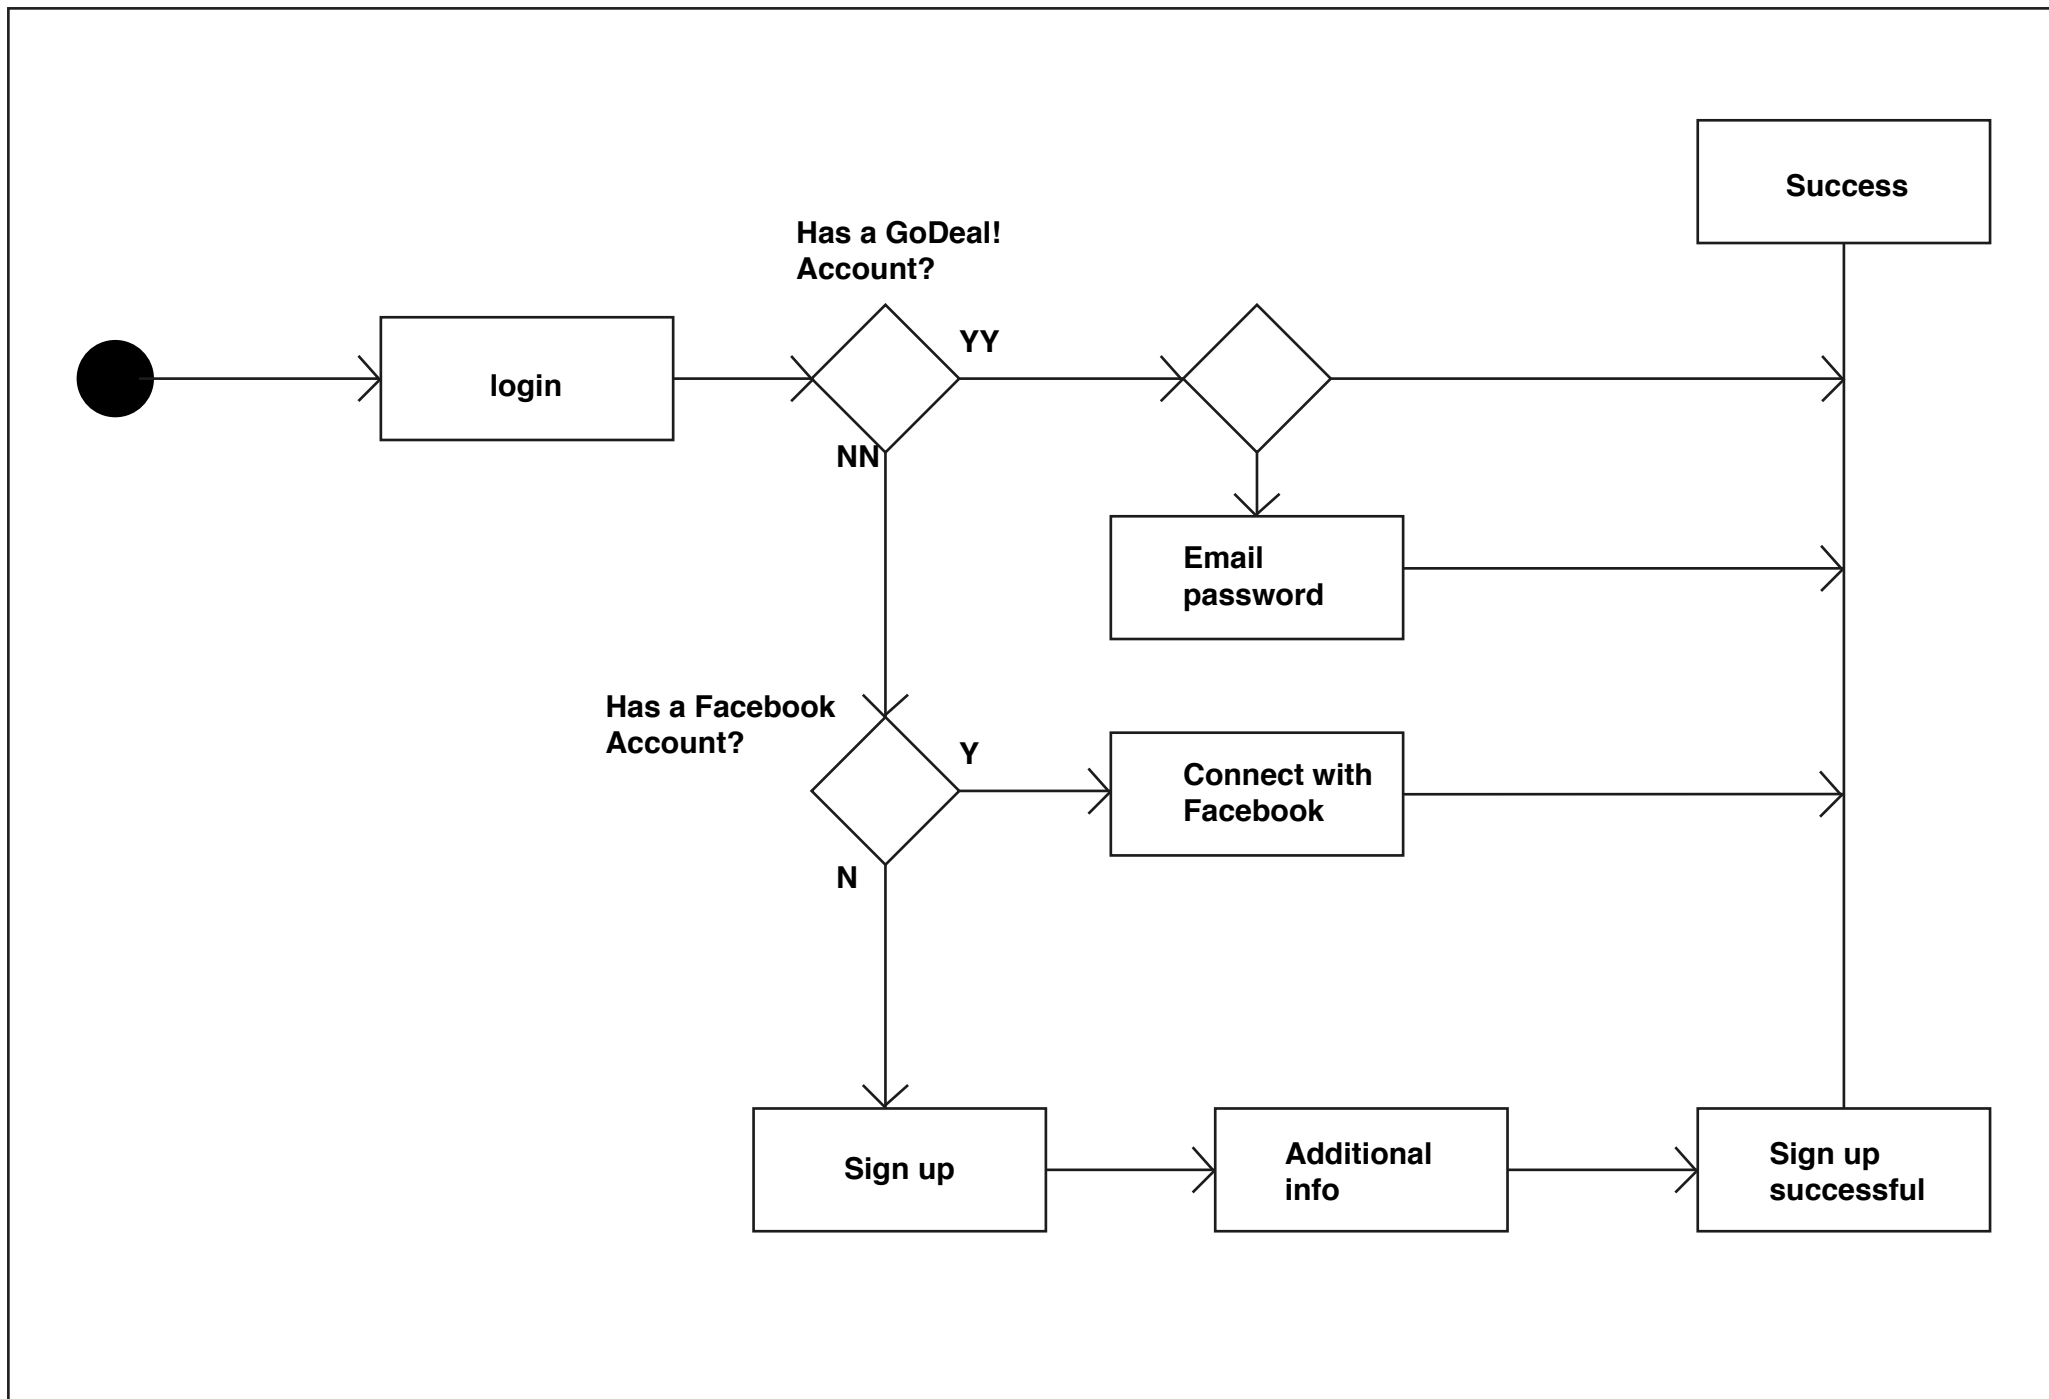 Success
Has a GoDeal!
Account?
YY
login
NN
Email
password
Has a Facebook
Account?
Y
Connect with
Facebook
N
Sign up
Additional
info
Sign up
successful